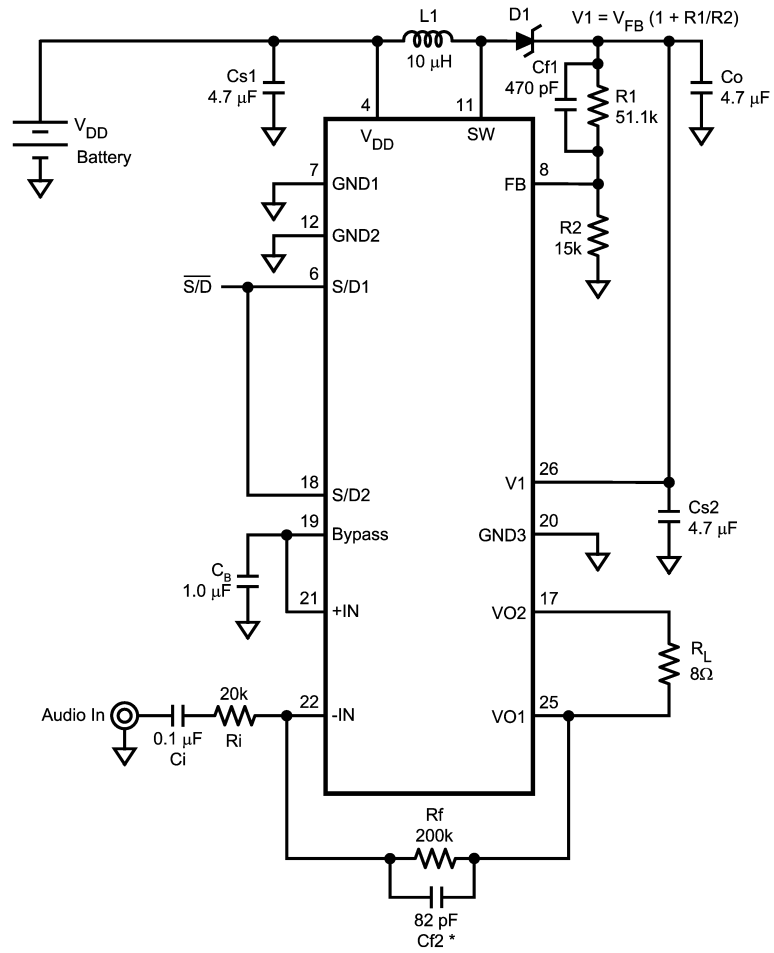 L1
D1
V1 = VFB (1 + R1/R2)
10 μH
Cs1
4.7 μF
Cf1
470 pF
R1
51.1k
Co
4.7 μF
VDD
Battery
4
11
VDD
SW
7
GND1
8
FB
12
GND2
R2
15k
S/D
6
S/D1
18
S/D2
26
V1
19
Bypass
20
GND3
Cs2
4.7 μF
CB
1.0 μF
21
+IN
17
VO2
RL
8Ω
Audio In
0.1 μF
Ci
20k
Ri
22
-IN
25
VO1
Rf
200k
82 pF
Cf2 *